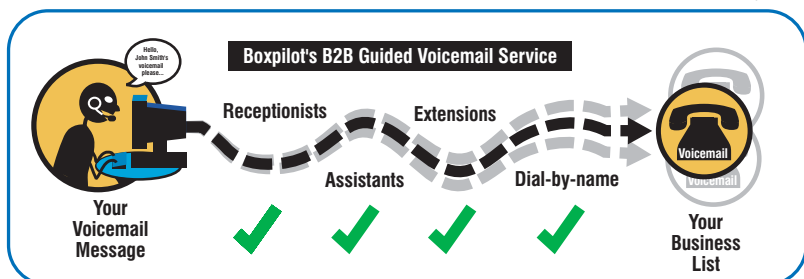 Hello,
John Smith's
voicemail
please...
Boxpilot's B2B Guided Voicemail Service
Receptionists
Extensions
Assistants
Dial-by-name
Voicemail
Voicemail
Your
Voicemail
Message
Your
Business
List